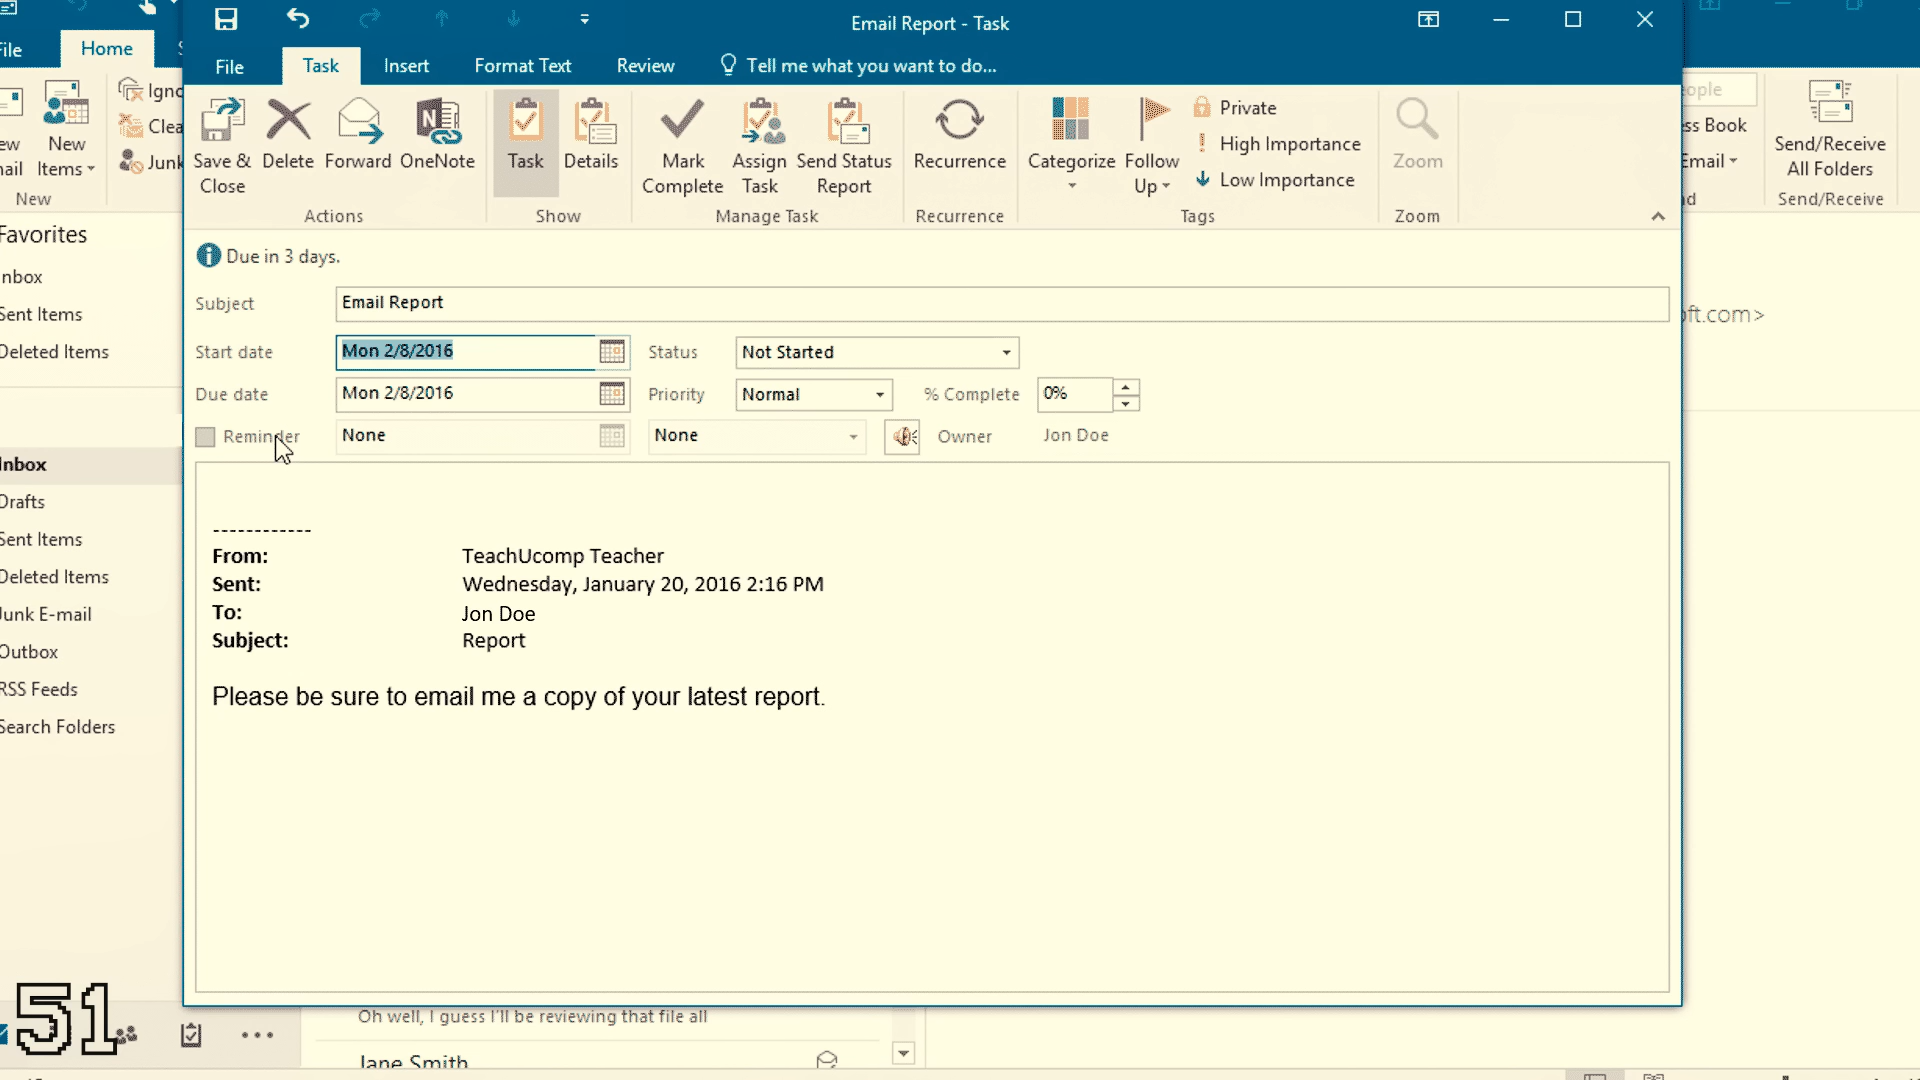 Email Report - Task
File Home
File Task Insert Format Text Review Tell me what you want to do...
New Items
Junk
New
Save & Close
Delete
Forward
OneNote
Actions
Task
Details
Show
Mark Complete
Assign Task
Send Status Report
Manage Task
Recurrence
Recurrence
Categorize
Follow Up
Private
High Importance
Low Importance
Tags
Zoom
Zoom
Send/Receive All Folders
Send/Receive
Favorites
Inbox
Sent Items
Deleted Items
Inbox
Drafts
Sent Items
Deleted Items
Junk E-mail
Outbox
RSS Feeds
Search Folders
Due in 3 days.
Subject Email Report
Start date Mon 2/8/2016 Status Not Started
Due date Mon 2/8/2016 Priority Normal % Complete 0%
Reminder None None Owner Jon Doe
------------
From: TeachUcomp Teacher
Sent: Wednesday, January 20, 2016 2:16 PM
To: Jon Doe
Subject: Report
Please be sure to email me a copy of your latest report.
oft.com>
51
Oh well, I guess I'll be reviewing that file all
Jane Smith